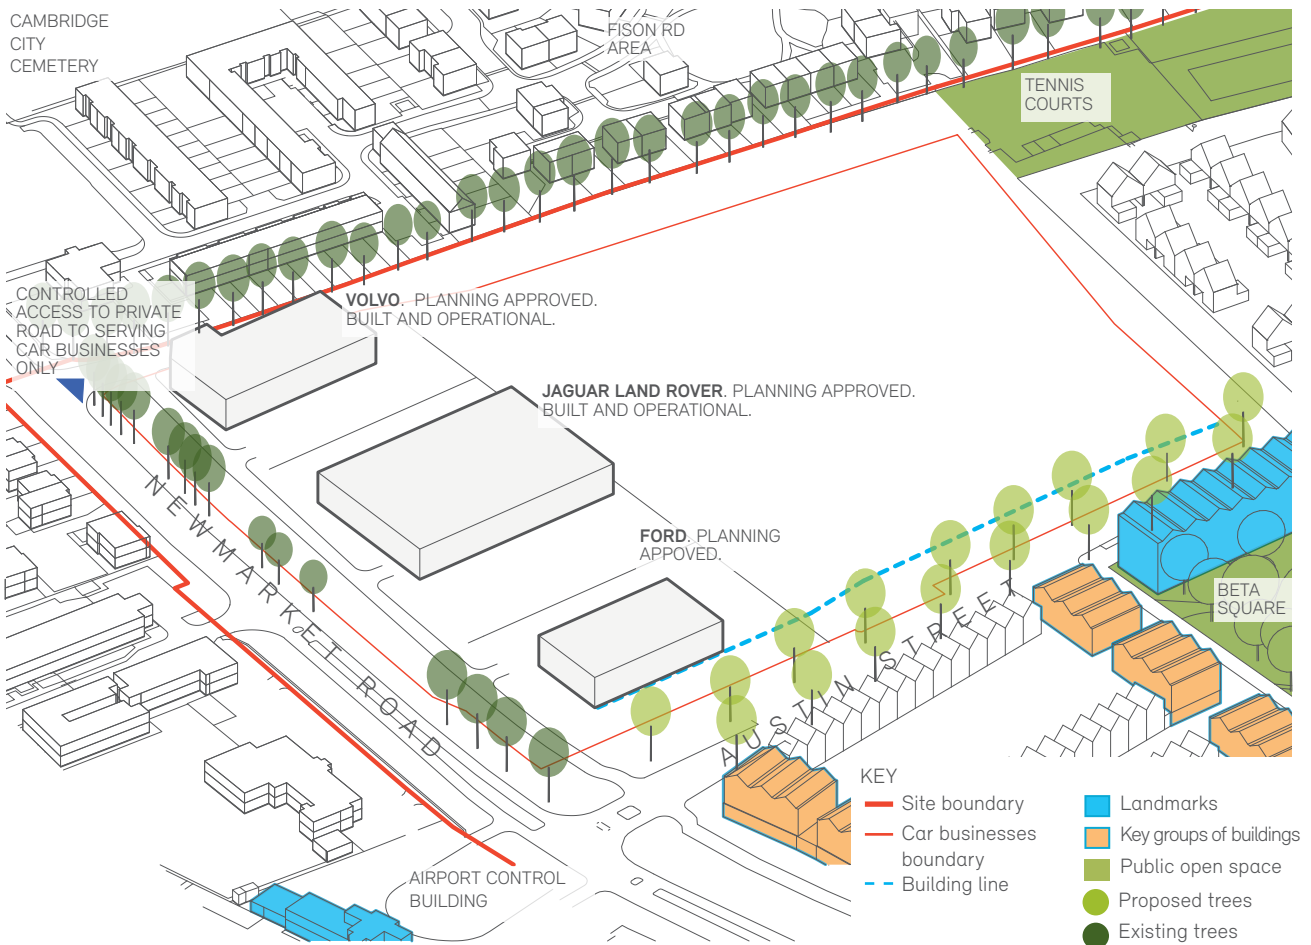 CAMBRIDGE
CITY
CEMETERY
FISON RD
AREA
TENNIS
COURTS
CONTROLLED
ACCESS TO PRIVATE
ROAD TO SERVING
CAR BUSINESSES
ONLY
VOLVO. PLANNING APPROVED.
BUILT AND OPERATIONAL.
JAGUAR LAND ROVER. PLANNING APPROVED.
BUILT AND OPERATIONAL.
FORD. PLANNING
APPOVED.
NEWMARKET ROAD
AUSTIN STREET
BETA
SQUARE
AIRPORT CONTROL
BUILDING
KEY
Site boundary
Car businesses
boundary
Building line
Landmarks
Key groups of buildings
Public open space
Proposed trees
Existing trees